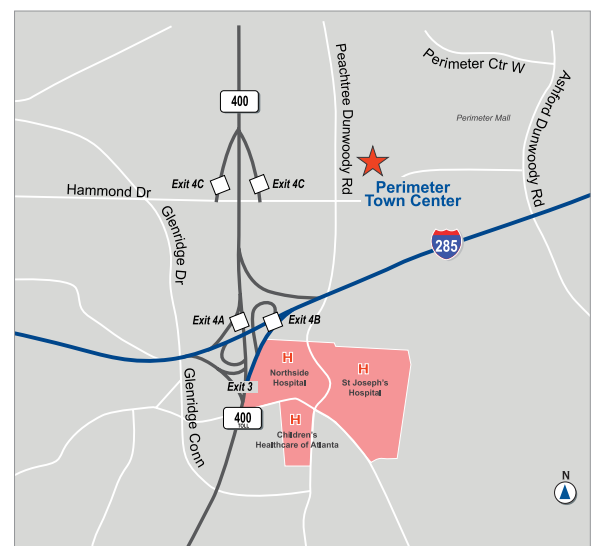 Perimeter Ctr W
Peachtree Dunwoody Rd
Ashford Dunwoody Rd
400
Perimeter Mall
Exit 4C
Exit 4C
Hammond Dr
Perimeter
Town Center
Glenridge Dr
285
Exit 4A
Exit 4B
H
Northside
Hospital
H
St Joseph's
Hospital
Exit 3
Glenridge Conn
400
TOLL
H
Children's
Healthcare of Atlanta
N